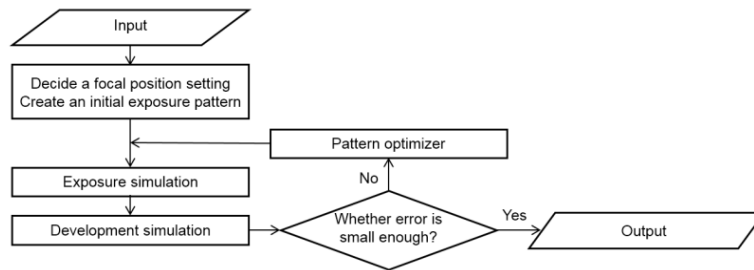 Input
Decide a focal position setting
Create an initial exposure pattern
Pattern optimizer
No
Exposure simulation
Development simulation
Whether error is
small enough?
Yes
Output